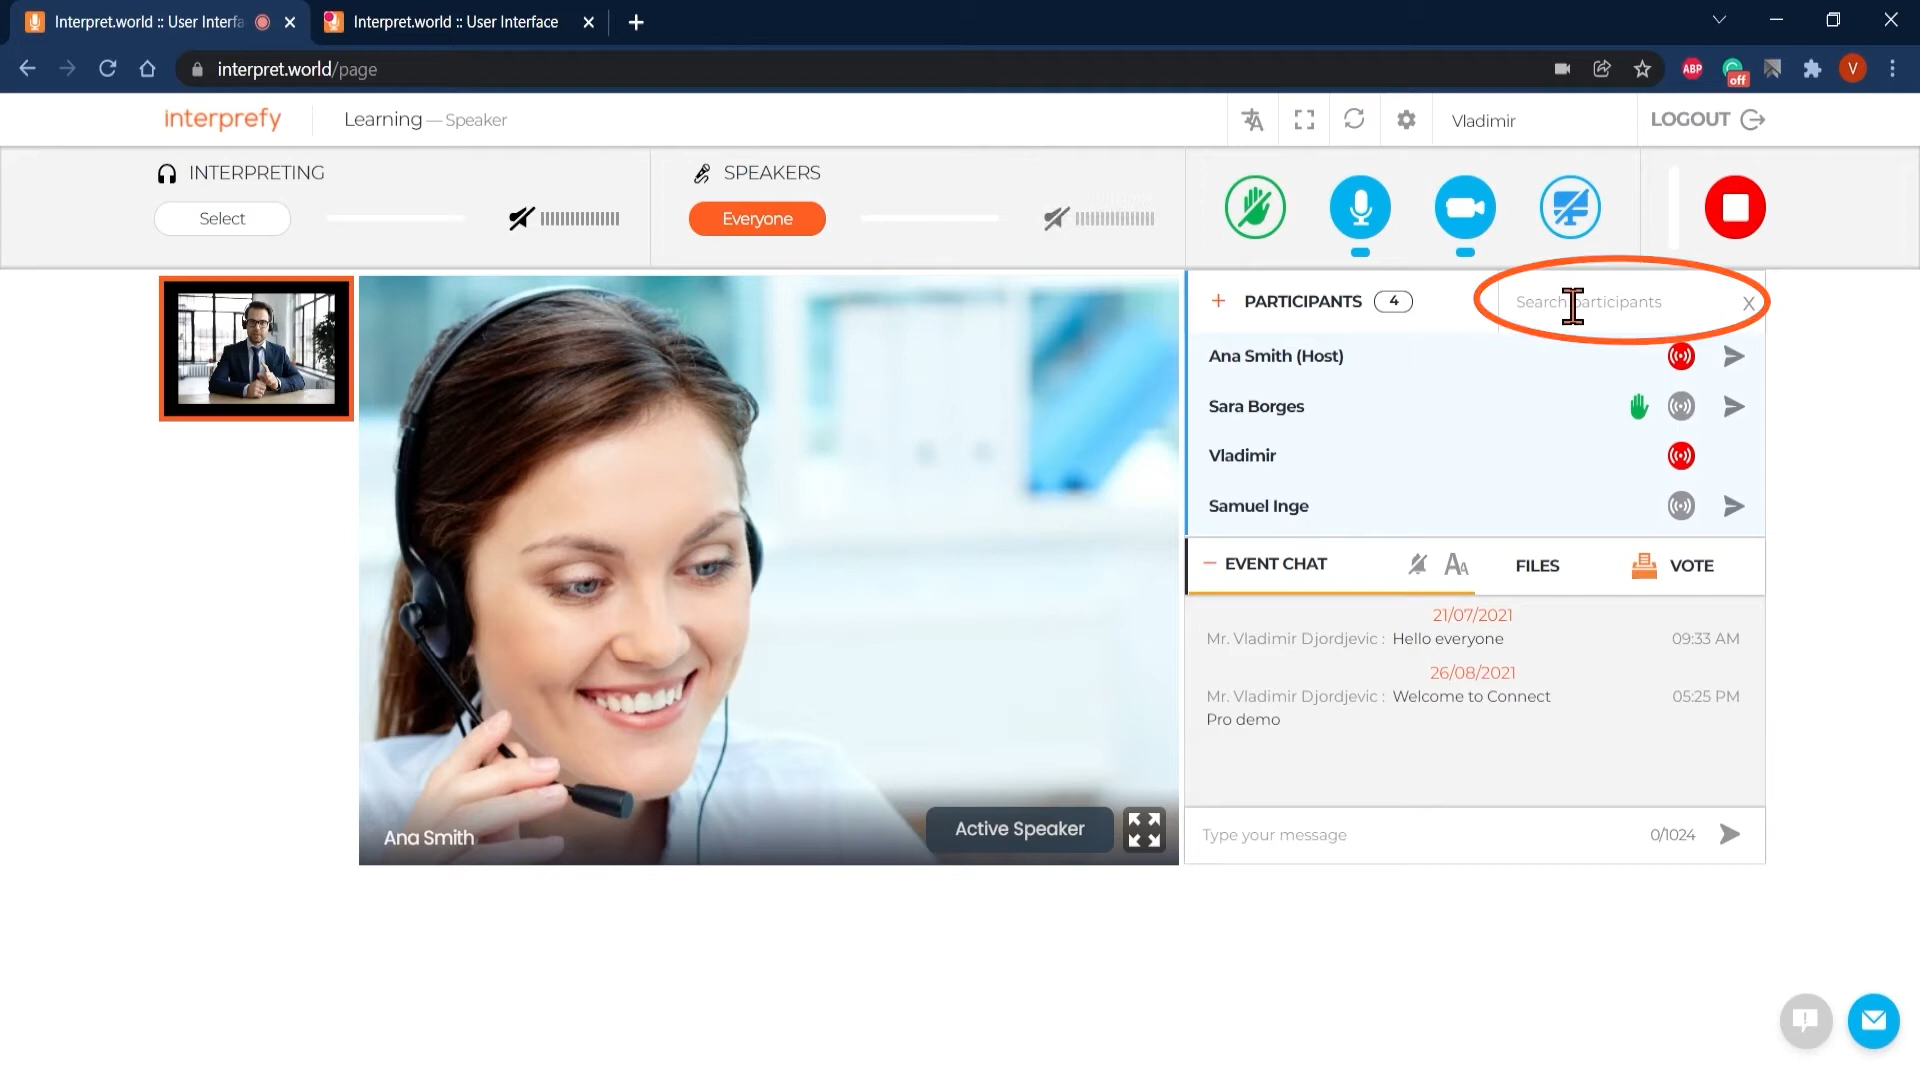 Interpret.world :: User Interfa
Interpret.world :: User Interface
interpret.world/page
ABP
off
V
interprefy
Learning — Speaker
Vladimir
LOGOUT
INTERPRETING
SPEAKERS
Select
Everyone
+ PARTICIPANTS 4
Search participants
X
Ana Smith (Host)
Sara Borges
Vladimir
Samuel Inge
− EVENT CHAT
AA
FILES
VOTE
21/07/2021
Mr. Vladimir Djordjevic : Hello everyone 09:33 AM
26/08/2021
Mr. Vladimir Djordjevic : Welcome to Connect 05:25 PM
Pro demo
Ana Smith
Active Speaker
Type your message
0/1024